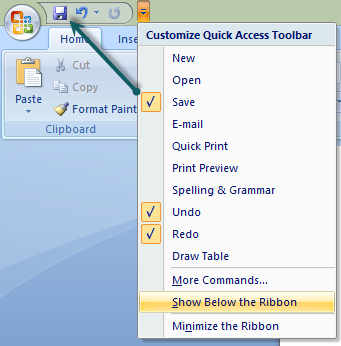 Customize Quick Access Toolbar
Home
Inse
New
Open
Cut
Save
Copy
E-mail
Paste
Format Paint
Quick Print
Clipboard
Print Preview
Spelling & Grammar
Undo
Redo
Draw Table
More Commands...
Show Below the Ribbon
Minimize the Ribbon